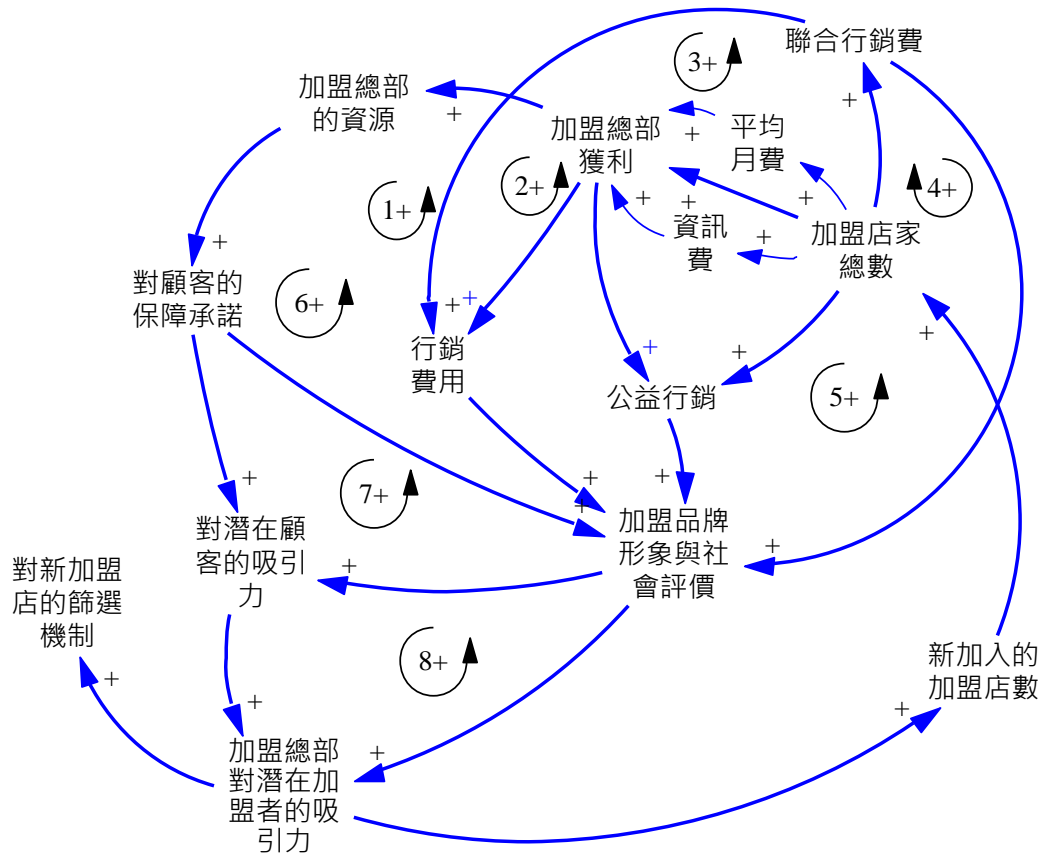 聯合行銷費
3+
加盟總部
的資源
+
+
加盟總部
獲利
+
平均
月費
2+
4+
1+
+
+
+
資訊
費
+
加盟店家
總數
+
對顧客的
保障承諾
6+
+
+
+
行銷
費用
+
+
公益行銷
5+
+
+
7+
+
+
+
加盟品牌
形象與社
會評價
+
對潛在顧
客的吸引
力
+
對新加盟
店的篩選
機制
+
8+
新加入的
加盟店數
+
+
加盟總部
對潛在加
盟者的吸
引力
+
+